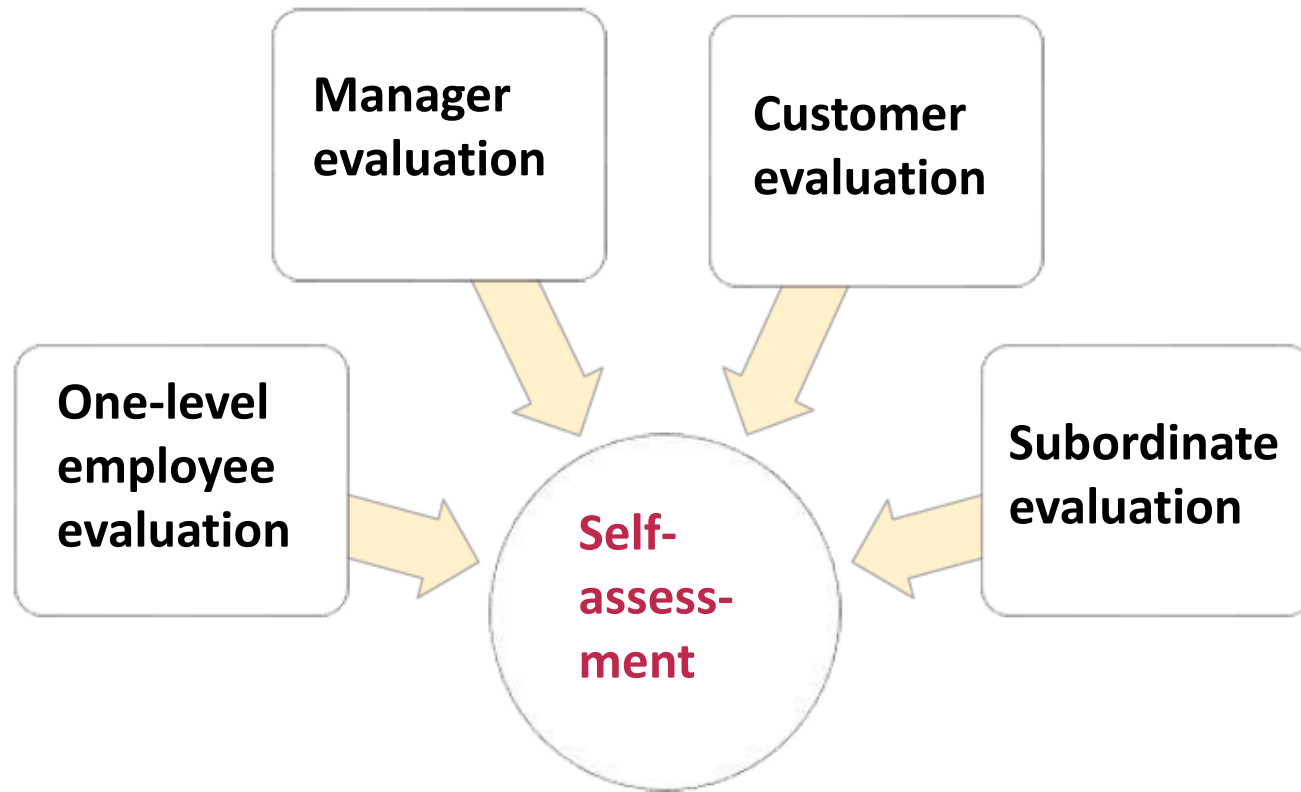 Manager
evaluation
Customer
evaluation
One-level
employee
evaluation
Subordinate
evaluation
Self-
assess-
ment